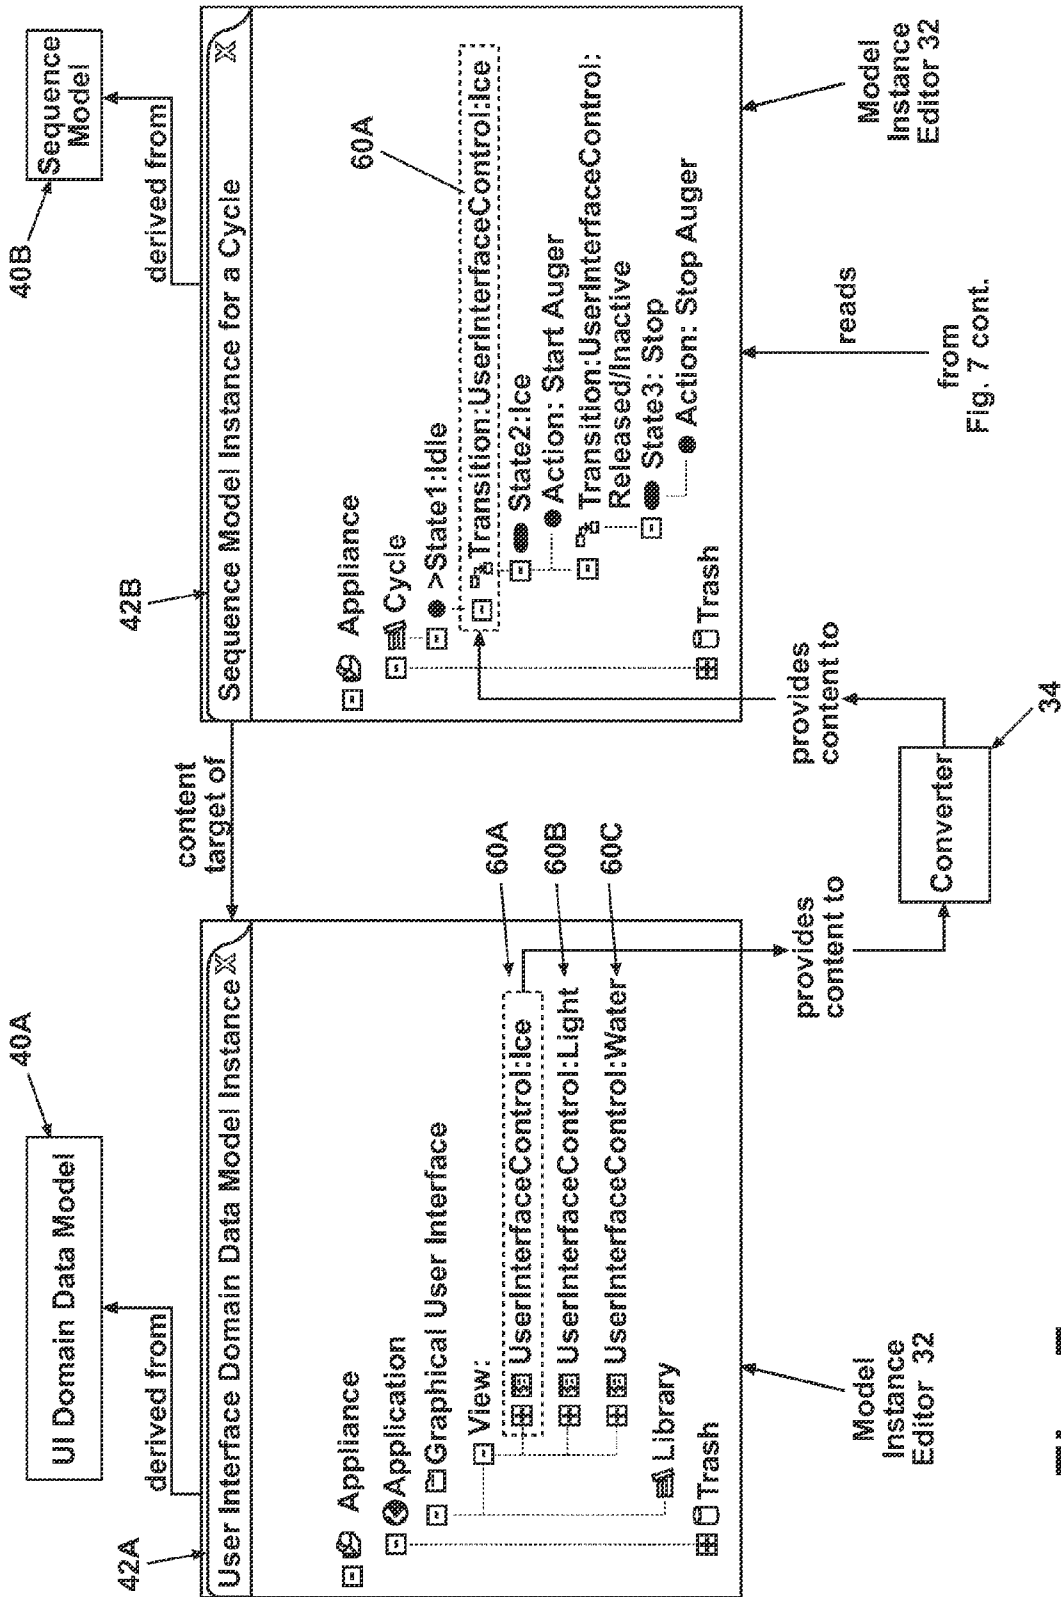 40A
UI Domain Data Model
derived from
42A
User Interface Domain Data Model Instance X
Appliance
Application
Graphical User Interface
View:
UserInterfaceControl:Ice
UserInterfaceControl:Light
UserInterfaceControl:Water
Library
Trash
60A
60B
60C
Model
Instance
Editor 32
content
target of
provides
content to
Converter
34
provides
content to
40B
Sequence
Model
derived from
42B
Sequence Model Instance for a Cycle X
Appliance
Cycle
>State1:Idle
Transition:UserInterfaceControl:Ice
State2:Ice
Action: Start Auger
Transition:UserInterfaceControl:
Released/Inactive
State3: Stop
Action: Stop Auger
Trash
60A
Model
Instance
Editor 32
reads
from
Fig. 7 cont.